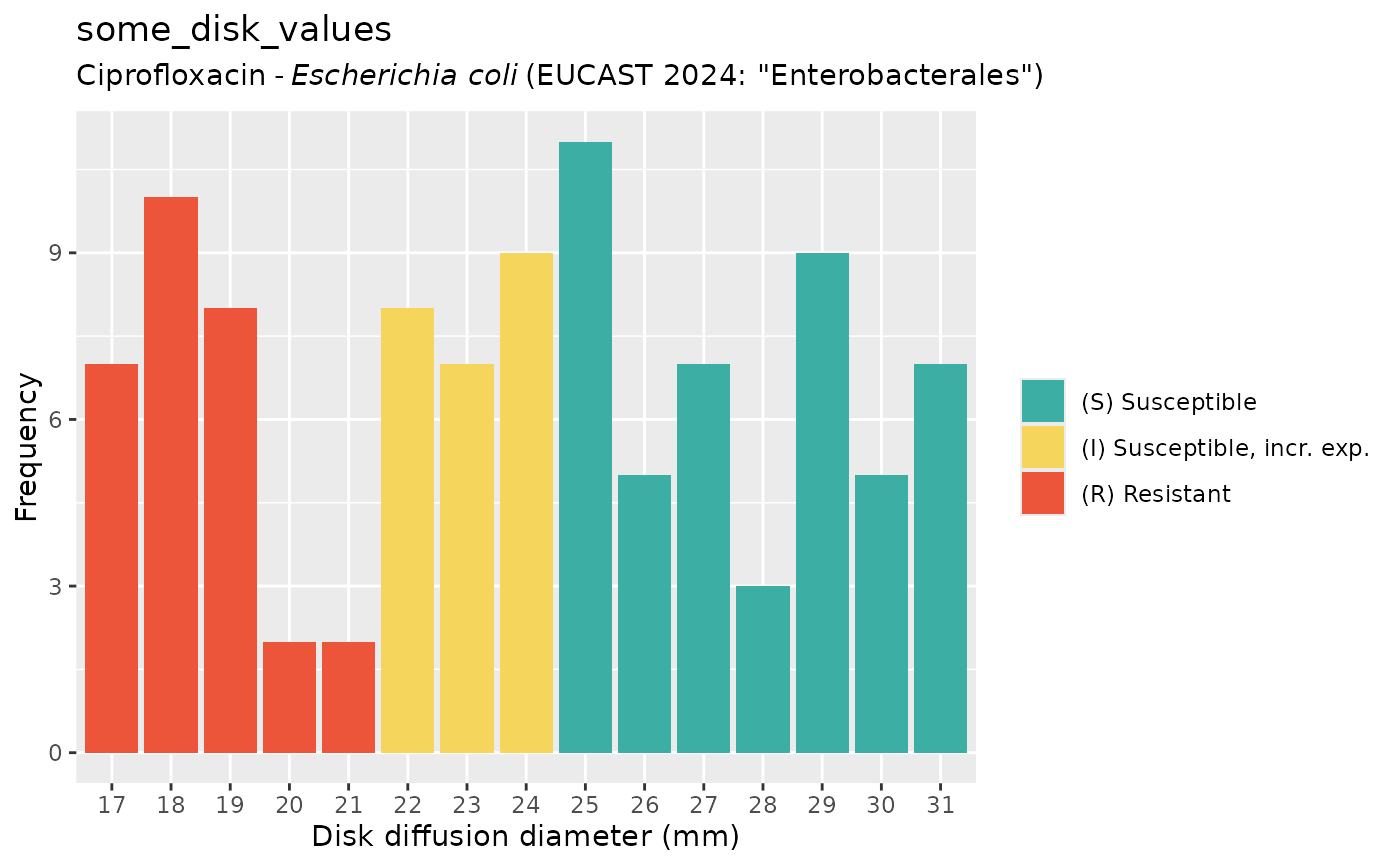 some_disk_values
Ciprofloxacin - Escherichia coli (EUCAST 2024: "Enterobacterales")
Frequency
9
6
3
0
17 18 19 20 21 22 23 24 25 26 27 28 29 30 31
Disk diffusion diameter (mm)
(S) Susceptible
(I) Susceptible, incr. exp.
(R) Resistant